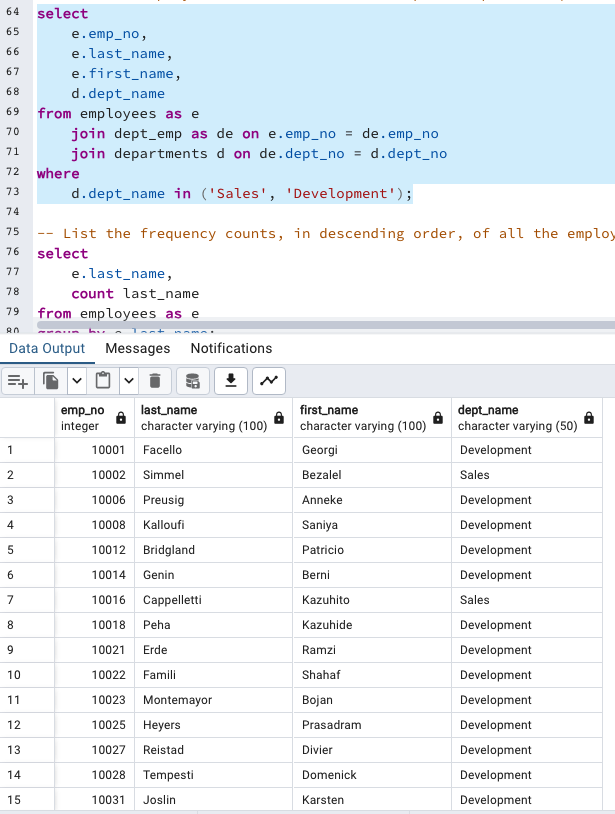 64 select
65 e.emp_no,
66 e.last_name,
67 e.first_name,
68 d.dept_name
69 from employees as e
70 join dept_emp as de on e.emp_no = de.emp_no
71 join departments d on de.dept_no = d.dept_no
72 where
73 d.dept_name in ('Sales', 'Development');
74
75 -- List the frequency counts, in descending order, of all the employ
76 select
77 e.last_name,
78 count last_name
79 from employees as e
80 group by e.last_name;
Data Output Messages Notifications
emp_no last_name first_name dept_name
integer character varying (100) character varying (100) character varying (50)
1 10001 Facello Georgi Development
2 10002 Simmel Bezalel Sales
3 10006 Preusig Anneke Development
4 10008 Kalloufi Saniya Development
5 10012 Bridgland Patricio Development
6 10014 Genin Berni Development
7 10016 Cappelletti Kazuhito Sales
8 10018 Peha Kazuhide Development
9 10021 Erde Ramzi Development
10 10022 Famili Shahaf Development
11 10023 Montemayor Bojan Development
12 10025 Heyers Prasadram Development
13 10027 Reistad Divier Development
14 10028 Tempesti Domenick Development
15 10031 Joslin Karsten Development